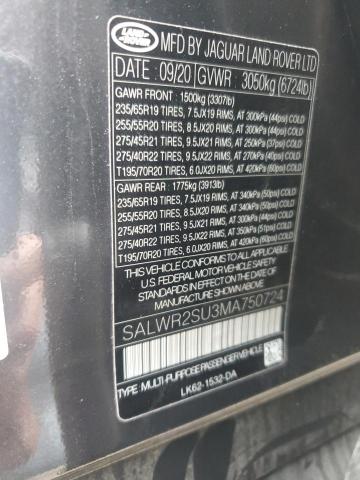 LAND ROVER
MFD BY JAGUAR LAND ROVER LTD
DATE : 09/20 GVWR : 3050kg (6724lb)
GAWR FRONT : 1500kg (3307lb)
235/65R19 TIRES, 7.5JX19 RIMS, AT 300kPa (44psi) COLD
255/55R20 TIRES, 8.5JX20 RIMS, AT 300kPa (44psi) COLD
275/45R21 TIRES, 9.5JX21 RIMS, AT 250kPa (37psi) COLD
275/40R22 TIRES, 9.5JX22 RIMS, AT 270kPa (40psi) COLD
T195/70R20 TIRES, 6.0JX20 RIMS, AT 420kPa (60psi) COLD
GAWR REAR : 1775kg (3913lb)
235/65R19 TIRES, 7.5JX19 RIMS, AT 340kPa (50psi) COLD
255/55R20 TIRES, 8.5JX20 RIMS, AT 340kPa (50psi) COLD
275/45R21 TIRES, 9.5JX21 RIMS, AT 300kPa (44psi) COLD
275/40R22 TIRES, 9.5JX22 RIMS, AT 350kPa (51psi) COLD
T195/70R20 TIRES, 6.0JX20 RIMS, AT 420kPa (60psi) COLD
THIS VEHICLE CONFORMS TO ALL APPLICABLE
U.S FEDERAL MOTOR VEHICLE SAFETY STANDARDS
IN EFFECT ON THE DATE OF
MANUFACTURE SHOWN ABOVE
SALWR2SU3MA750724
TYPE MULTI-PURPOSE PASSENGER VEHICLE
LK62-1532-DA